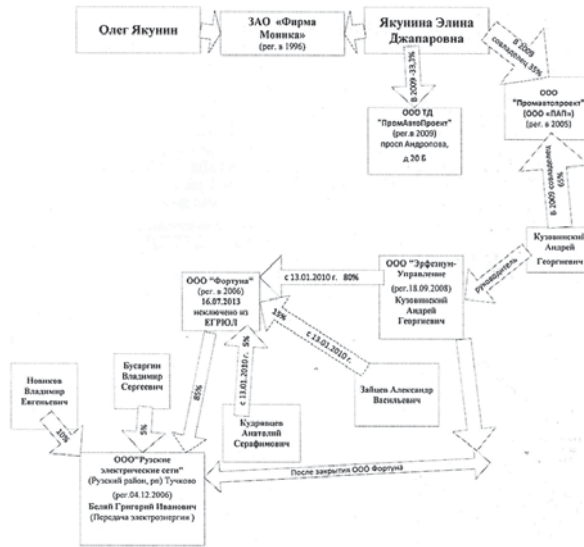 Олег Якунин
ЗАО «Фирма
Моника»
(рег. в 1996)
Якунина Элина
Джапаровна
В 2009
совладелец 35%
В 2009 -33,3%
ООО ТД
"ПромАвтоПроект"
(рег.в 2009)
просп Андропова,
д 20 Б
ООО
"Промавтопроект"
(ООО «ПАП»)
(рег. в 2005)
В 2009 совладелец
65%
Кузовинский
Андрей
Георгиевич
руководитель
ООО "Эрфезнум-
Управление
(рег.18.09.2008)
Кузовинский
Андрей
Георгиевич
с 13.01.2010 г. 80%
ООО "Фортуна"
(рег. в 2006)
16.07.2013
исключено из
ЕГРЮЛ
15%
с 13.01.2010 г.
с 13.01.2010 г. 5%
Зайцев Александр
Васильевич
Кудрявцев
Анатолий
Серафимович
Бусаргин
Владимир
Сергеевич
Новиков
Владимир
Евгеньевич
10%
5%
85%
ООО"Рузские
электрические сети"
(Рузский район, рп) Тучково
(рег.04.12.2006)
Беляй Григорий Иванович
(Передача электроэнергии )
После закрытия ООО Фортуна